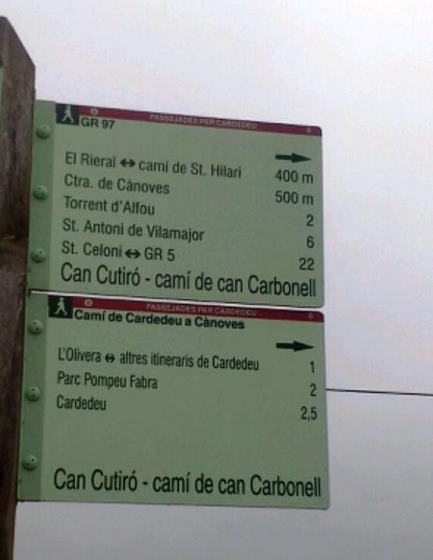 PASSEJADES PER CARDEDEU
GR 97
El Rieral ↔ camí de St. Hilari 400 m
Ctra. de Cànoves 500 m
Torrent d'Alfou 2
St. Antoni de Vilamajor 6
St. Celoni ↔ GR 5 22
Can Cutiró - camí de can Carbonell
PASSEJADES PER CARDEDEU
Camí de Cardedeu a Cànoves
L'Olivera ↔ altres itineraris de Cardedeu 1
Parc Pompeu Fabra 2
Cardedeu 2,5
Can Cutiró - camí de can Carbonell